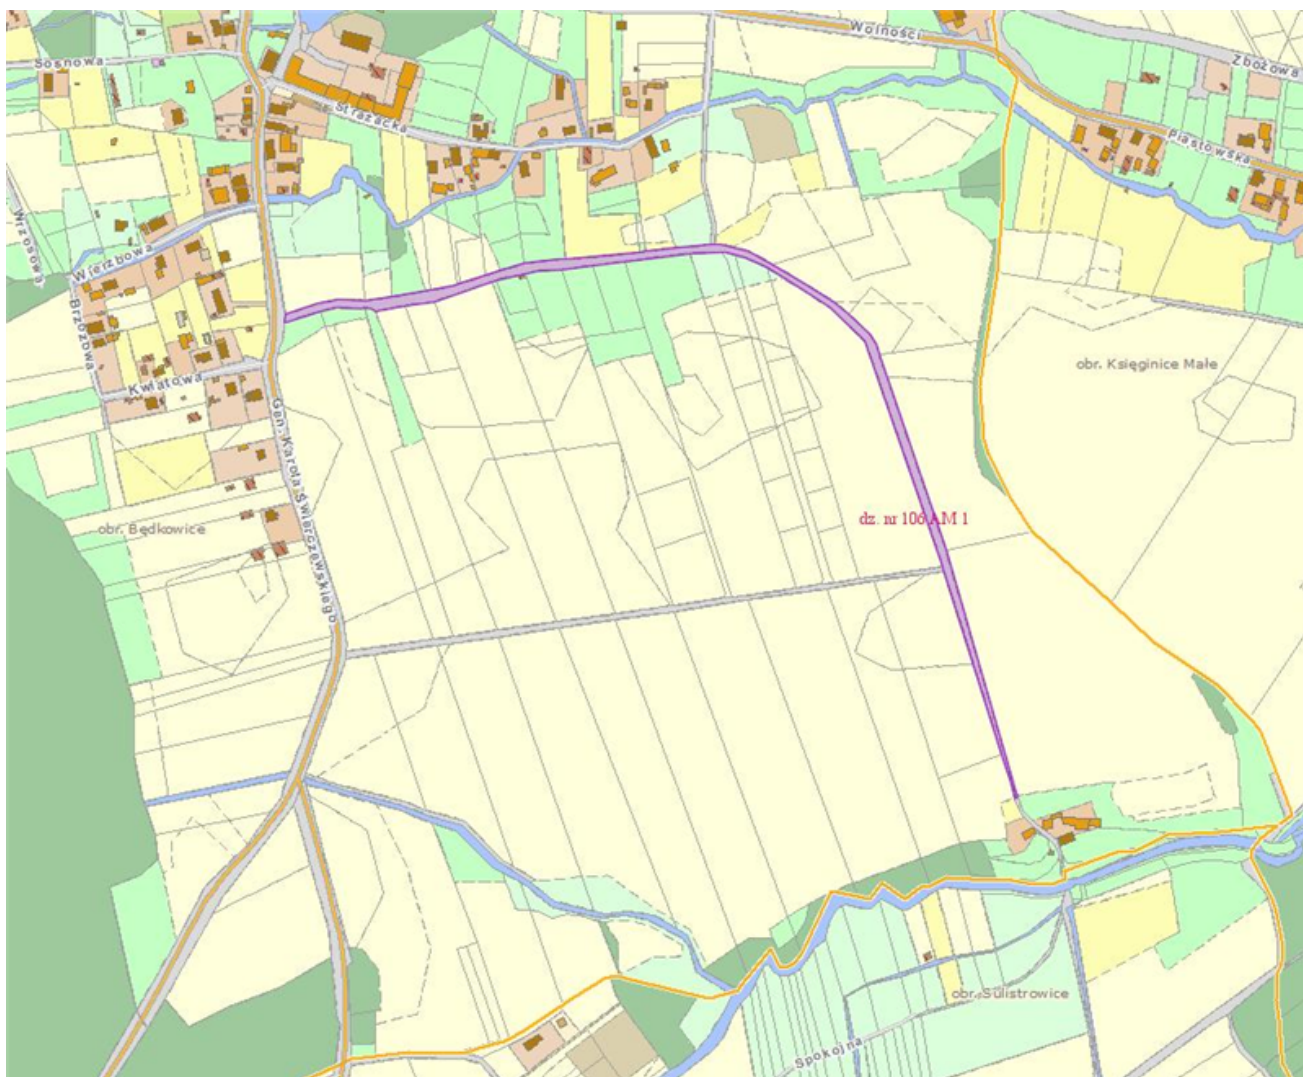 Wolności
Sosnowa
Zbożowa
Strażacka
Piastowska
Wrzosowa
Wierzbowa
Brzozowa
obr. Księginice Małe
Kwiatowa
Gen. Karola Świerczewskiego
dz. nr 106 AM 1
obr. Będkowice
obr. Sulistrowice
Spokojna